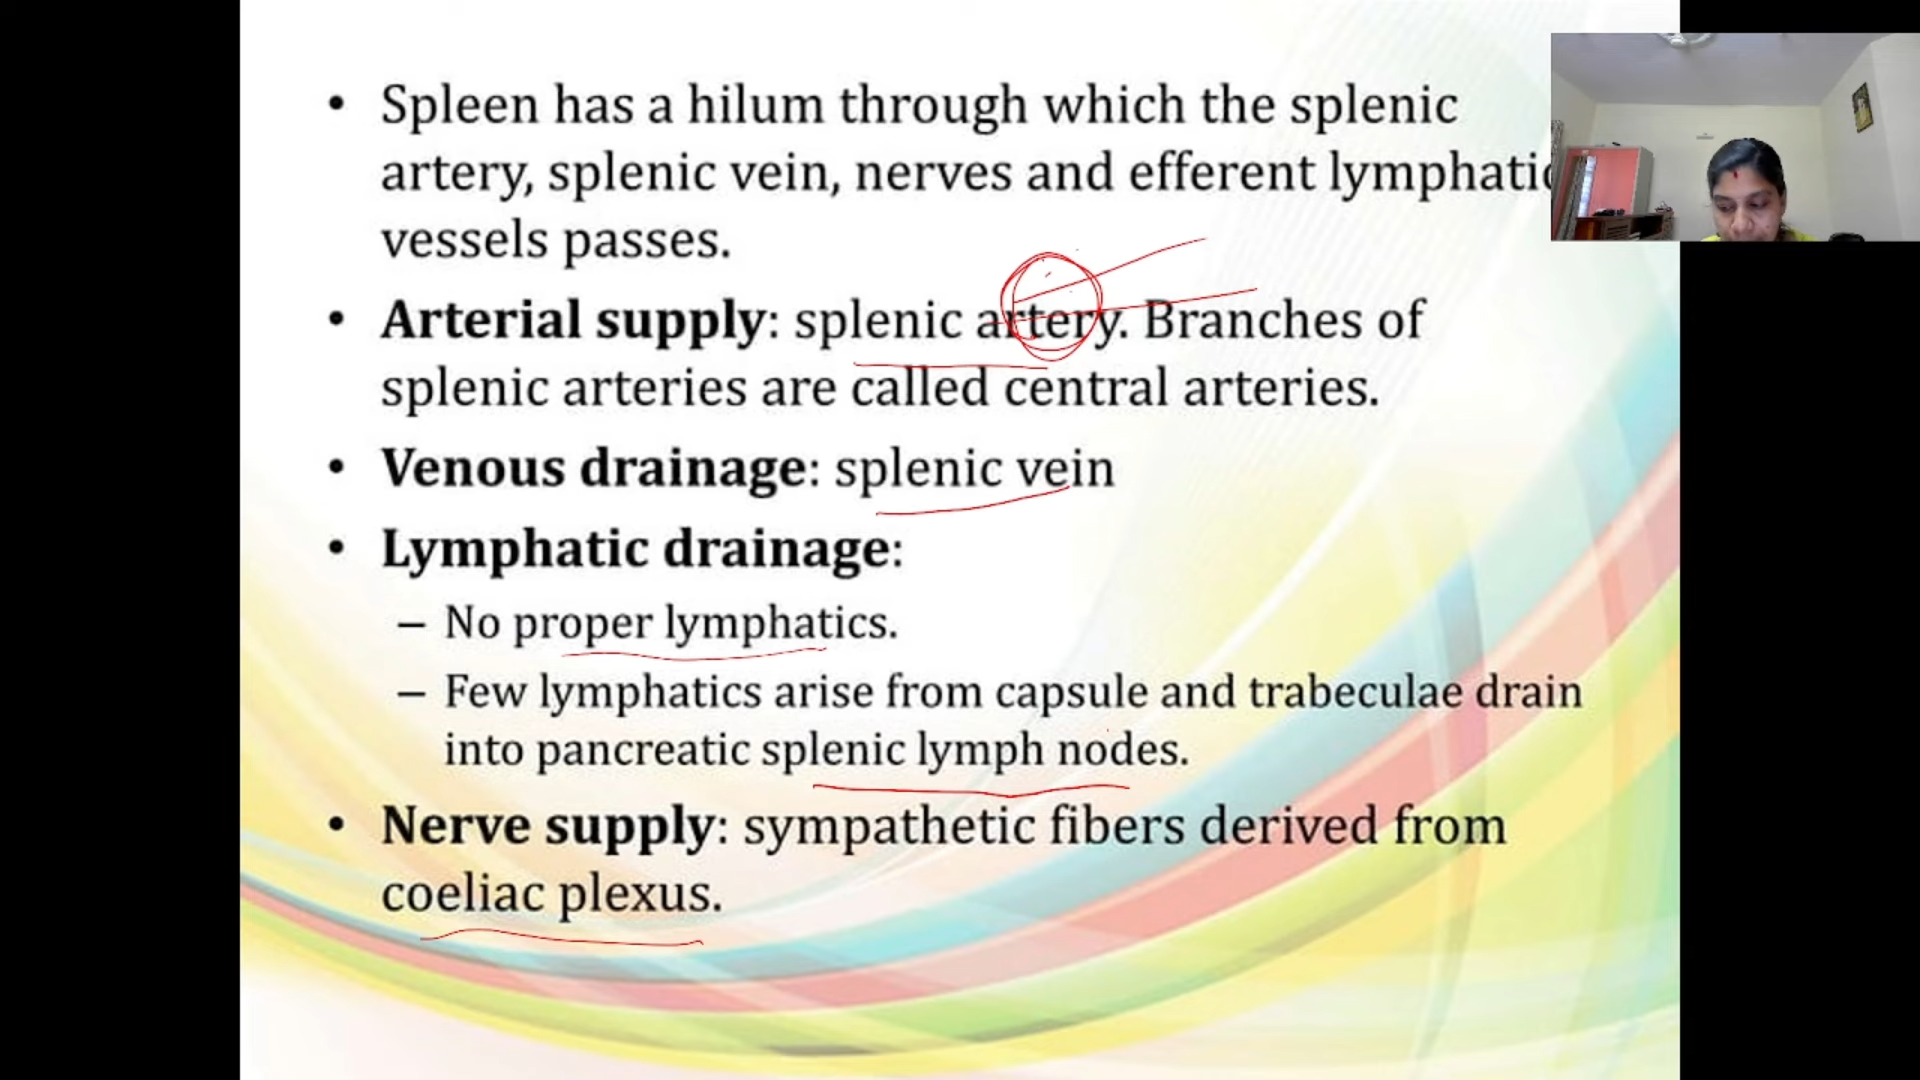 • Spleen has a hilum through which the splenic
artery, splenic vein, nerves and efferent lymphatic
vessels passes.
• Arterial supply: splenic artery. Branches of
splenic arteries are called central arteries.
• Venous drainage: splenic vein
• Lymphatic drainage:
– No proper lymphatics.
– Few lymphatics arise from capsule and trabeculae drain
into pancreatic splenic lymph nodes.
• Nerve supply: sympathetic fibers derived from
coeliac plexus.